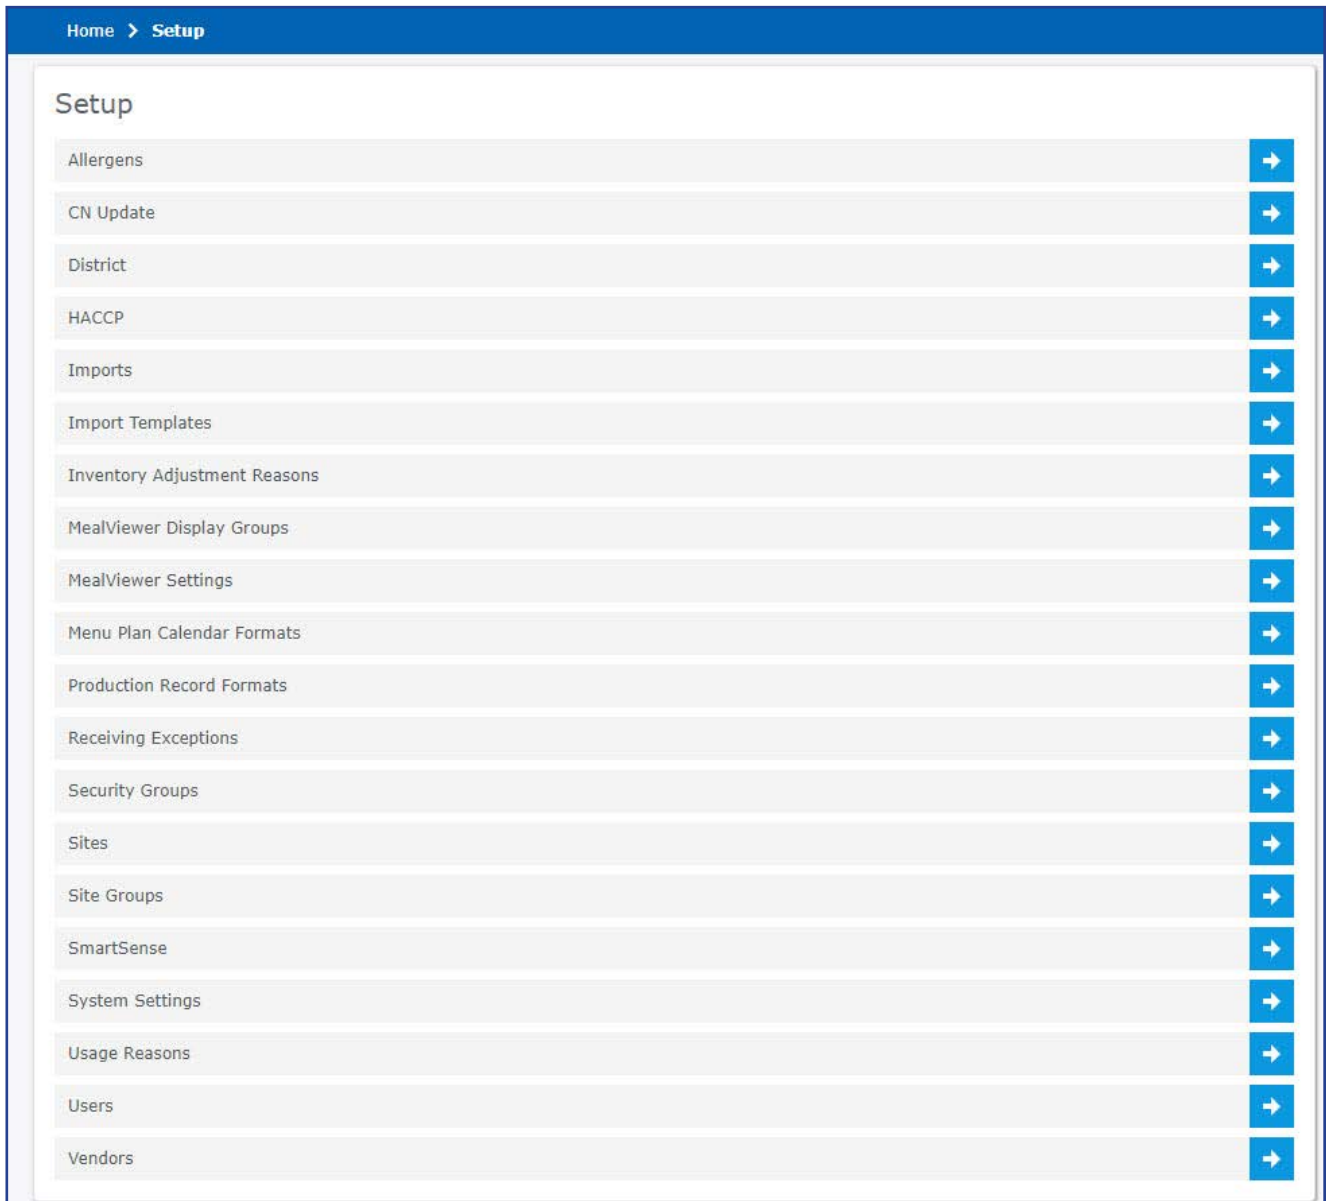 Home > Setup
Setup
Allergens
CN Update
District
HACCP
Imports
Import Templates
Inventory Adjustment Reasons
MealViewer Display Groups
MealViewer Settings
Menu Plan Calendar Formats
Production Record Formats
Receiving Exceptions
Security Groups
Sites
Site Groups
SmartSense
System Settings
Usage Reasons
Users
Vendors